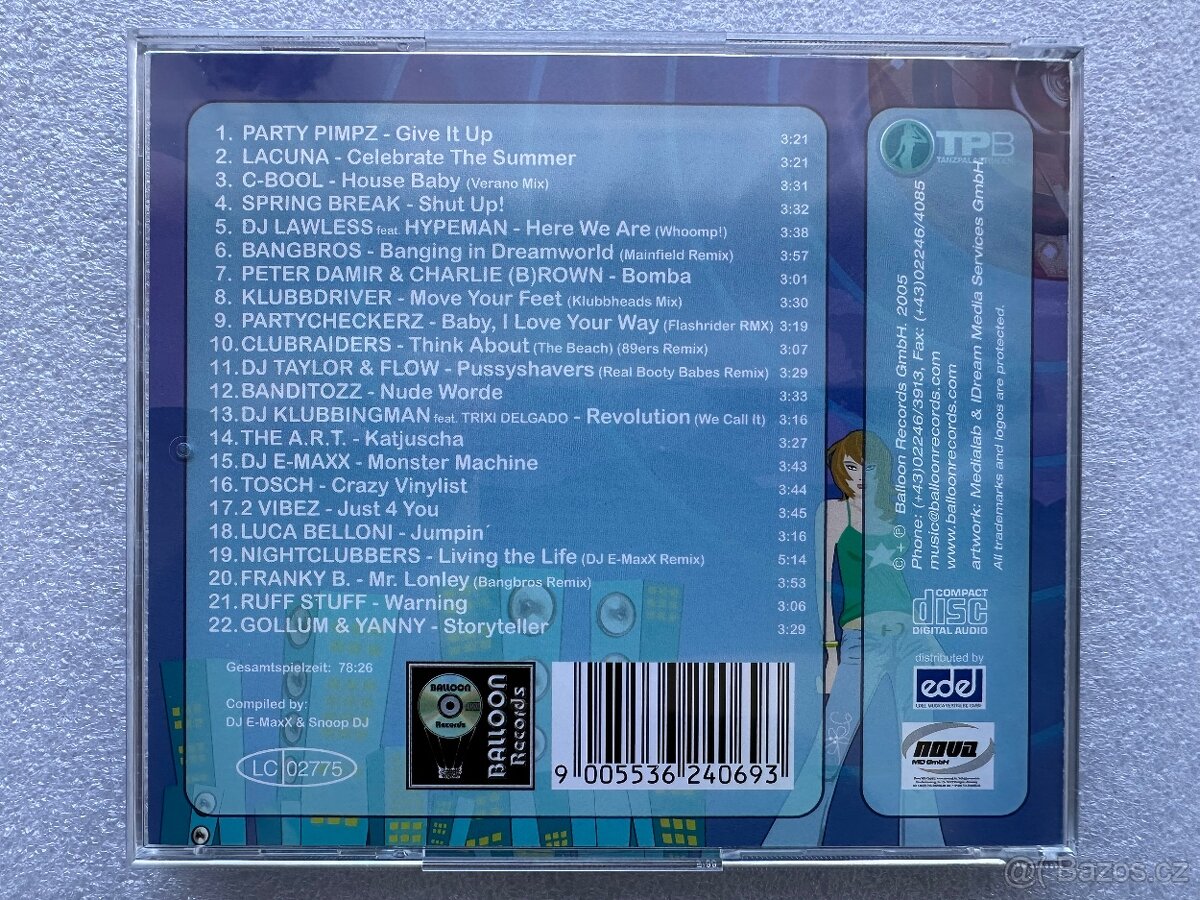 1. PARTY PIMPZ - Give It Up 3:21
2. LACUNA - Celebrate The Summer 3:21
3. C-BOOL - House Baby (Verano Mix) 3:31
4. SPRING BREAK - Shut Up! 3:32
5. DJ LAWLESS feat. HYPEMAN - Here We Are (Whoomp!) 3:38
6. BANGBROS - Banging in Dreamworld (Mainfield Remix) 3:57
7. PETER DAMIR & CHARLIE (B)ROWN - Bomba 3:01
8. KLUBBDRIVER - Move Your Feet (Klubbheads Mix) 3:30
9. PARTYCHECKERZ - Baby, I Love Your Way (Flashrider RMX) 3:19
10. CLUBRAIDERS - Think About (The Beach) (89ers Remix) 3:07
11. DJ TAYLOR & FLOW - Pussyshavers (Real Booty Babes Remix) 3:29
12. BANDITOZZ - Nude Worde 3:33
13. DJ KLUBBINGMAN feat. TRIXI DELGADO - Revolution (We Call It) 3:16
14. THE A.R.T. - Katjuscha 3:27
15. DJ E-MAXX - Monster Machine 3:43
16. TOSCH - Crazy Vinylist 3:44
17. 2 VIBEZ - Just 4 You 3:45
18. LUCA BELLONI - Jumpin´ 3:16
19. NIGHTCLUBBERS - Living the Life (DJ E-MaxX Remix) 5:14
20. FRANKY B. - Mr. Lonley (Bangbros Remix) 3:53
21. RUFF STUFF - Warning 3:06
22. GOLLUM & YANNY - Storyteller 3:29
Gesamtspielzeit: 78:26
Compiled by:
DJ E-MaxX & Snoop DJ
LC 02775
BALLOON
Records
BALLOON
Records
9 005536 240693
TPB
© + ℗ Balloon Records GmbH. 2005
Phone: (+43)02246/3913, Fax: (+43)02246/4085
music@balloonrecords.com
www.balloonrecords.com
artwork: Medialab & IDream Media Services GmbH.
All trademarks and logos are protected.
COMPACT
disc
DIGITAL AUDIO
distributed by
edel
nova
MD GmbH
Bazos.cz